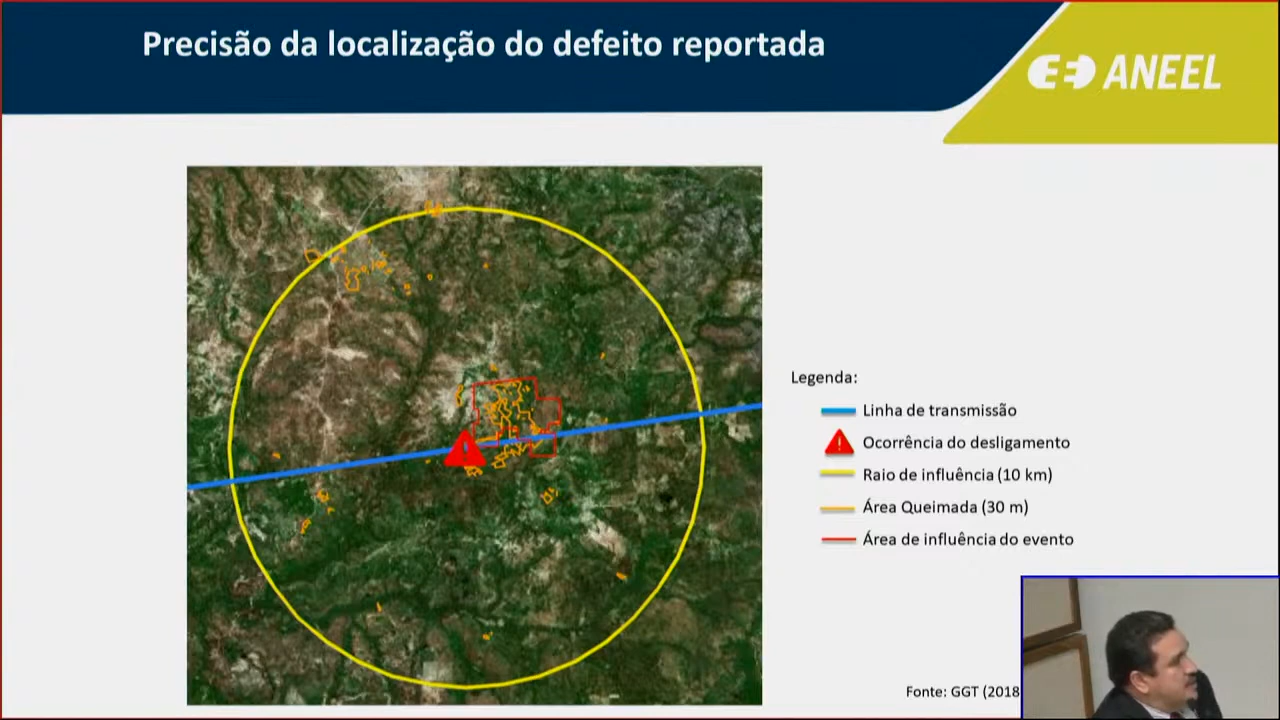 Precisão da localização do defeito reportada
ANEEL
Legenda:
Linha de transmissão
Ocorrência do desligamento
Raio de influência (10 km)
Área Queimada (30 m)
Área de influência do evento
Fonte: GGT (2018